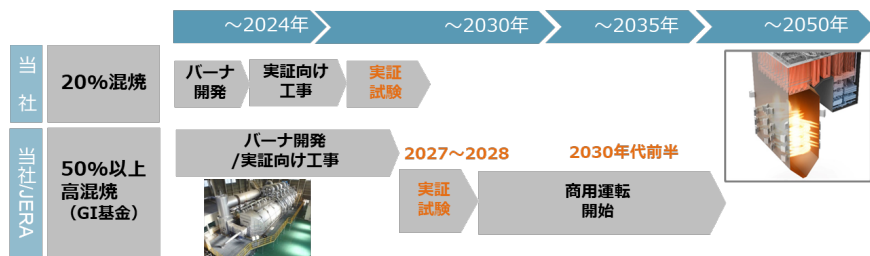 ～2024年
～2030年
～2035年
～2050年
当
社
20%混焼
バーナ
開発
実証向け
工事
実証
試験
当社/JERA
50%以上
高混焼
（GI基金）
バーナ開発
/実証向け工事
2027～2028
実証
試験
2030年代前半
商用運転
開始